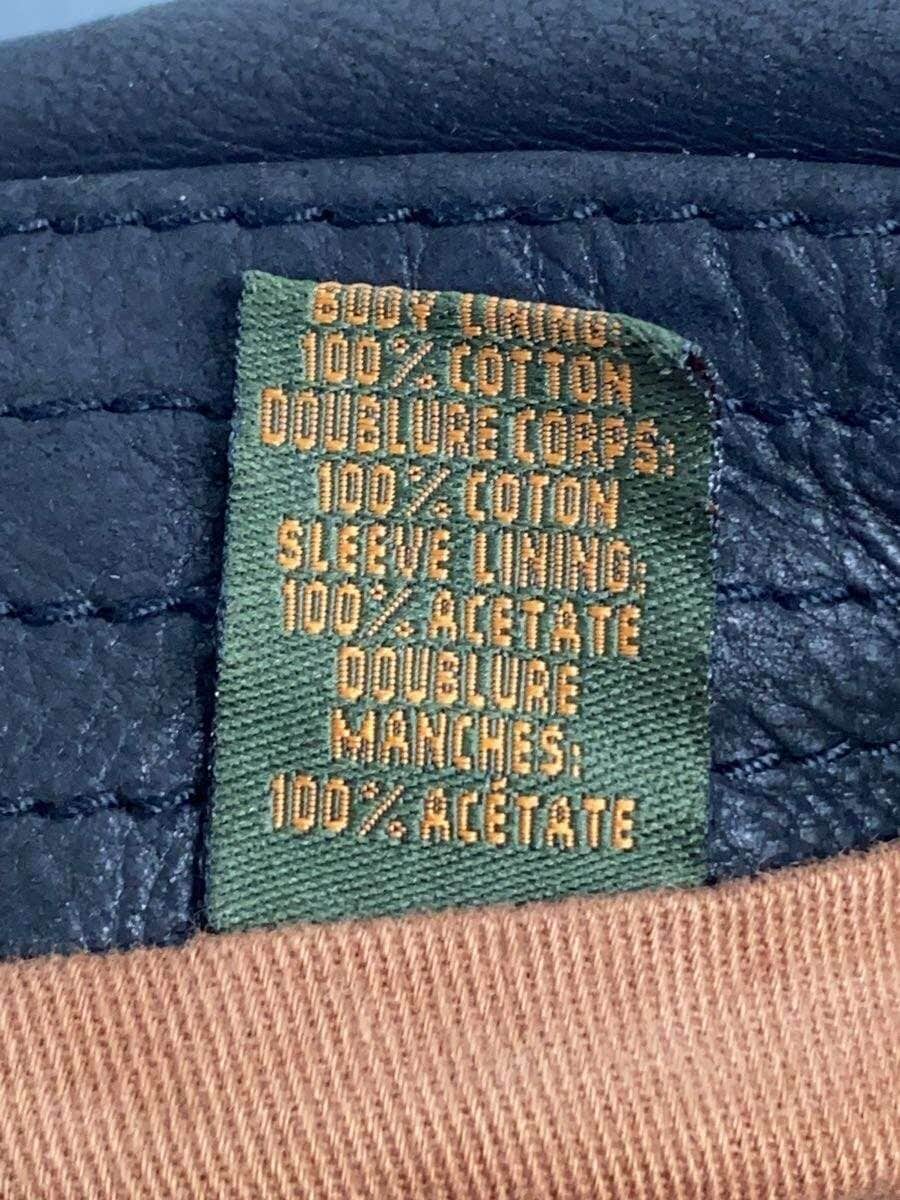 BODY LINING:
100% COTTON
DOUBLURE CORPS:
100% COTON
SLEEVE LINING:
100% ACETATE
DOUBLURE
MANCHES:
100% ACÉTATE